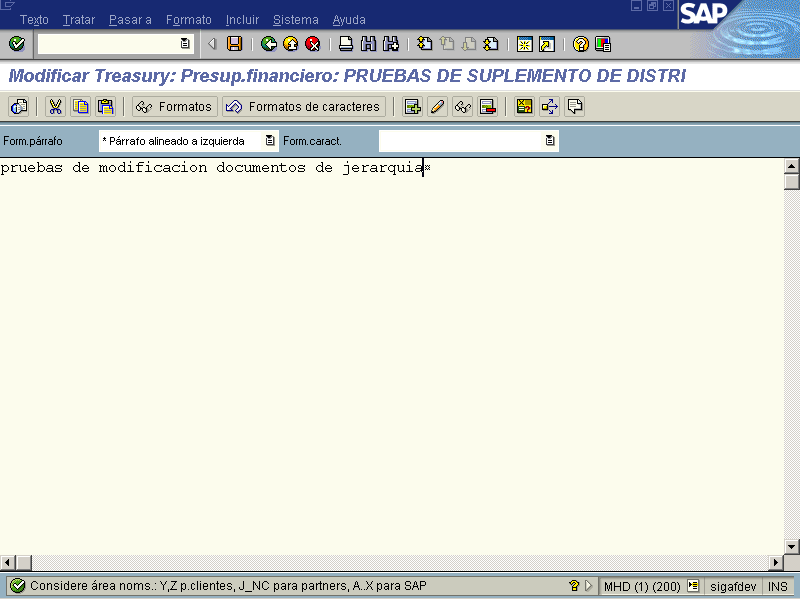 Texto Tratar Pasar a Formato Incluir Sistema Ayuda
SAP
Modificar Treasury: Presup.financiero: PRUEBAS DE SUPLEMENTO DE DISTRI
Formatos Formatos de caracteres
Form.párrafo * Párrafo alineado a izquierda Form.caract.
pruebas de modificacion documentos de jerarquia¤
Considere área noms.: Y,Z p.clientes, J_NC para partners, A..X para SAP MHD (1) (200) sigafdev INS